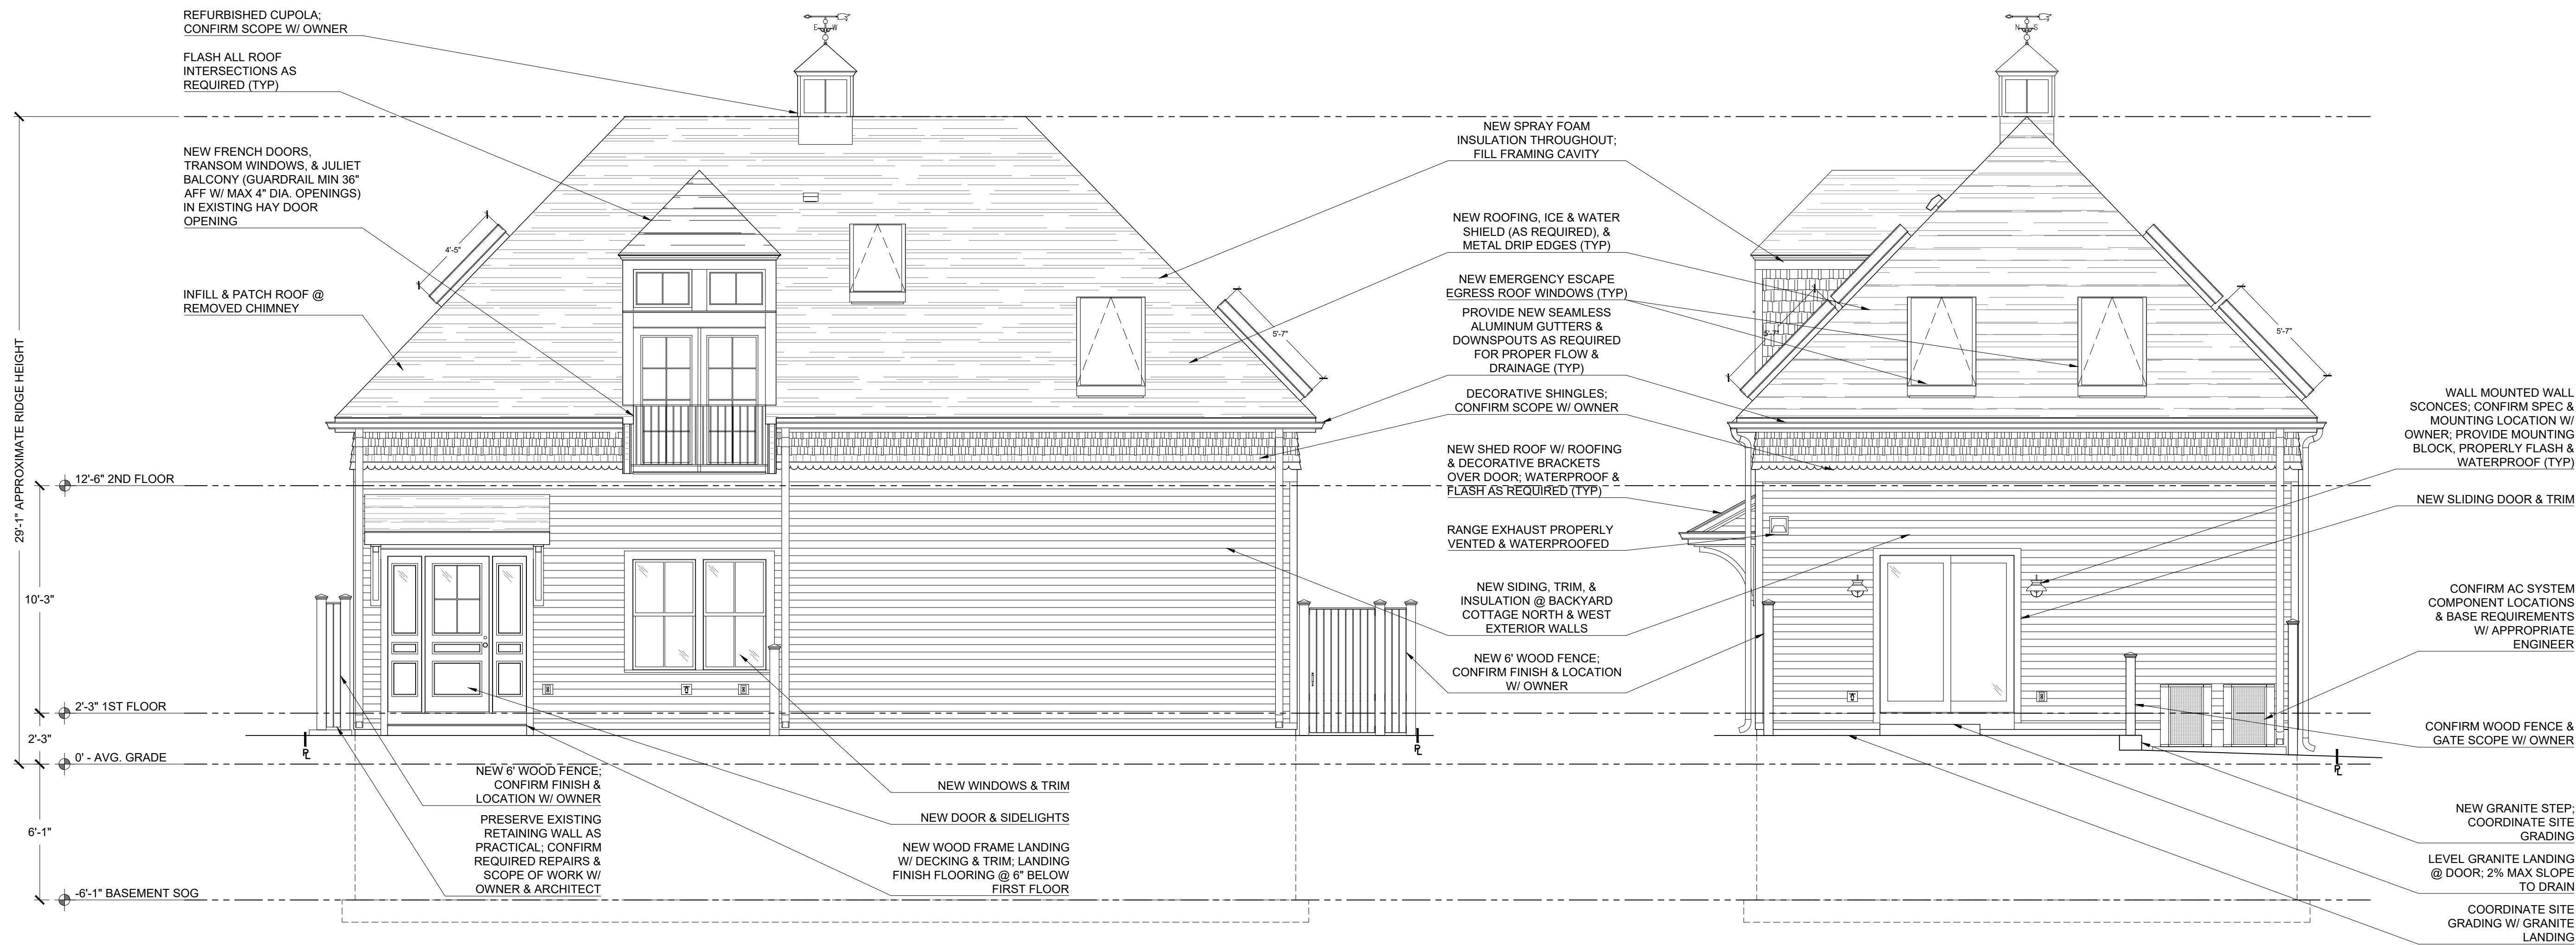 REFURBISHED CUPOLA;
CONFIRM SCOPE W/ OWNER
FLASH ALL ROOF
INTERSECTIONS AS
REQUIRED (TYP)
NEW FRENCH DOORS,
TRANSOM WINDOWS, & JULIET
BALCONY (GUARDRAIL MIN 36"
AFF W/ MAX 4" DIA. OPENINGS)
IN EXISTING HAY DOOR
OPENING
INFILL & PATCH ROOF @
REMOVED CHIMNEY
29'-1" APPROXIMATE RIDGE HEIGHT
12'-6" 2ND FLOOR
10'-3"
2'-3" 1ST FLOOR
2'-3"
0' - AVG. GRADE
6'-1"
-6'-1" BASEMENT SOG
E W
4'-5"
5'-7"
PL
PL
NEW 6' WOOD FENCE;
CONFIRM FINISH &
LOCATION W/ OWNER
PRESERVE EXISTING
RETAINING WALL AS
PRACTICAL; CONFIRM
REQUIRED REPAIRS &
SCOPE OF WORK W/
OWNER & ARCHITECT
NEW WINDOWS & TRIM
NEW DOOR & SIDELIGHTS
NEW WOOD FRAME LANDING
W/ DECKING & TRIM; LANDING
FINISH FLOORING @ 6" BELOW
FIRST FLOOR
NEW SPRAY FOAM
INSULATION THROUGHOUT;
FILL FRAMING CAVITY
NEW ROOFING, ICE & WATER
SHIELD (AS REQUIRED), &
METAL DRIP EDGES (TYP)
NEW EMERGENCY ESCAPE
EGRESS ROOF WINDOWS (TYP)
PROVIDE NEW SEAMLESS
ALUMINUM GUTTERS &
DOWNSPOUTS AS REQUIRED
FOR PROPER FLOW &
DRAINAGE (TYP)
DECORATIVE SHINGLES;
CONFIRM SCOPE W/ OWNER
NEW SHED ROOF W/ ROOFING
& DECORATIVE BRACKETS
OVER DOOR; WATERPROOF &
FLASH AS REQUIRED (TYP)
RANGE EXHAUST PROPERLY
VENTED & WATERPROOFED
NEW SIDING, TRIM, &
INSULATION @ BACKYARD
COTTAGE NORTH & WEST
EXTERIOR WALLS
NEW 6' WOOD FENCE;
CONFIRM FINISH & LOCATION
W/ OWNER
N S
5'-7"
5'-7"
PL
WALL MOUNTED WALL
SCONCES; CONFIRM SPEC &
MOUNTING LOCATION W/
OWNER; PROVIDE MOUNTING
BLOCK, PROPERLY FLASH &
WATERPROOF (TYP)
NEW SLIDING DOOR & TRIM
CONFIRM AC SYSTEM
COMPONENT LOCATIONS
& BASE REQUIREMENTS
W/ APPROPRIATE
ENGINEER
CONFIRM WOOD FENCE &
GATE SCOPE W/ OWNER
NEW GRANITE STEP;
COORDINATE SITE
GRADING
LEVEL GRANITE LANDING
@ DOOR; 2% MAX SLOPE
TO DRAIN
COORDINATE SITE
GRADING W/ GRANITE
LANDING